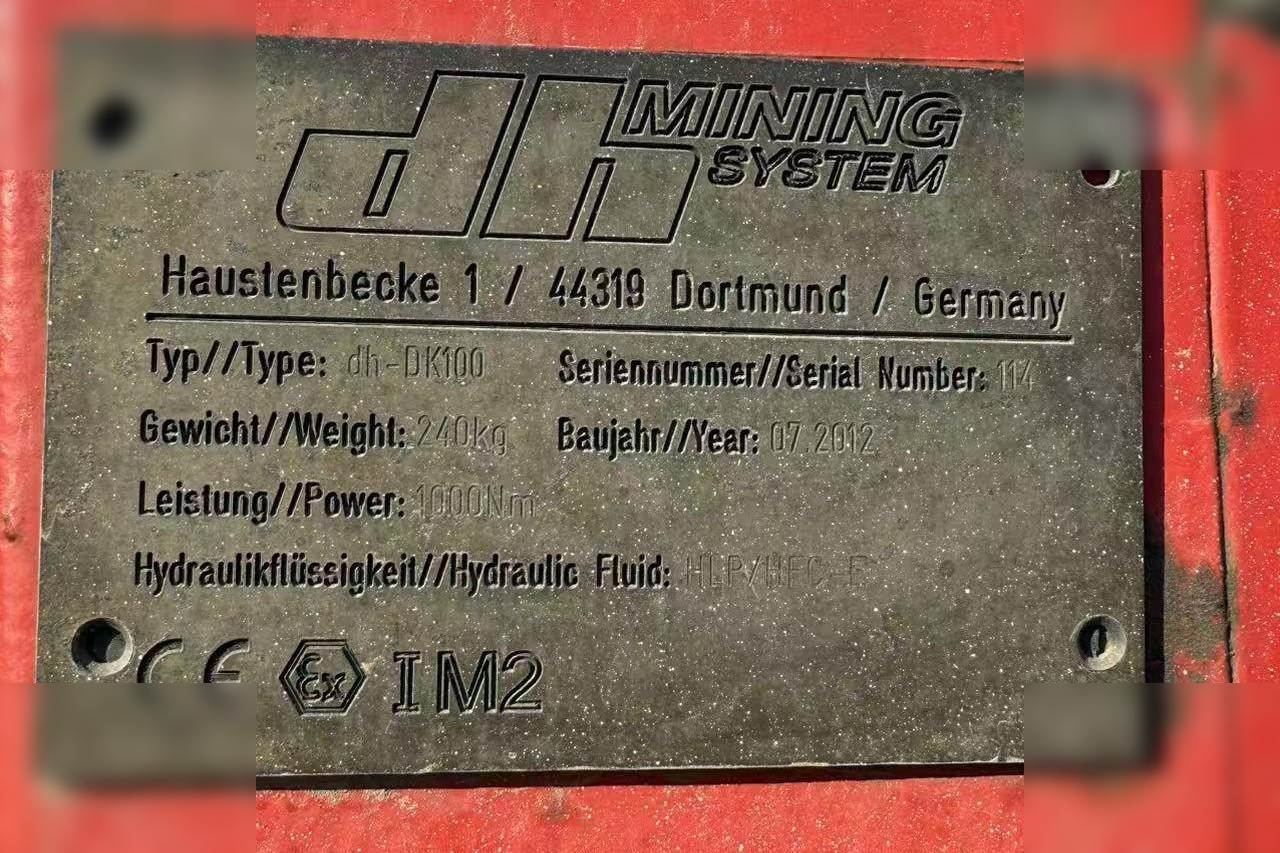 dh MINING
SYSTEM
Haustenbecke 1 / 44319 Dortmund / Germany
Typ//Type: dh-DK100 Seriennummer//Serial Number: 114
Gewicht//Weight: 240kg Baujahr//Year: 07.2012
Leistung//Power: 1000Nm
Hydraulikflüssigkeit//Hydraulic Fluid: HLP/HFC-E
CE Ex I M2